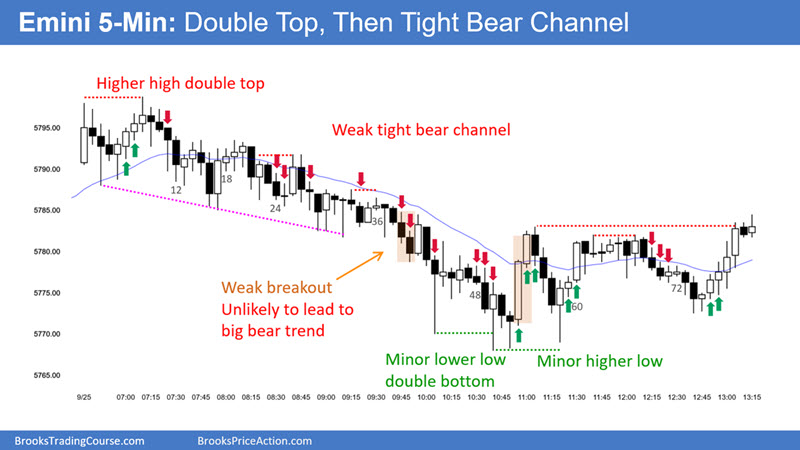 Emini 5-Min: Double Top, Then Tight Bear Channel
Higher high double top
Weak tight bear channel
5795.00
5790.00
5785.00
5780.00
5775.00
5770.00
5765.00
12
18
24
36
48
60
72
Weak breakout
Unlikely to lead to
big bear trend
Minor lower low
double bottom
Minor higher low
9/25 07:00 07:15 07:30 07:45 08:00 08:15 08:30 08:45 09:00 09:15 09:30 09:45 10:00 10:15 10:30 10:45 11:00 11:15 11:30 11:45 12:00 12:15 12:30 12:45 13:00 13:15
BrooksTradingCourse.com BrooksPriceAction.com